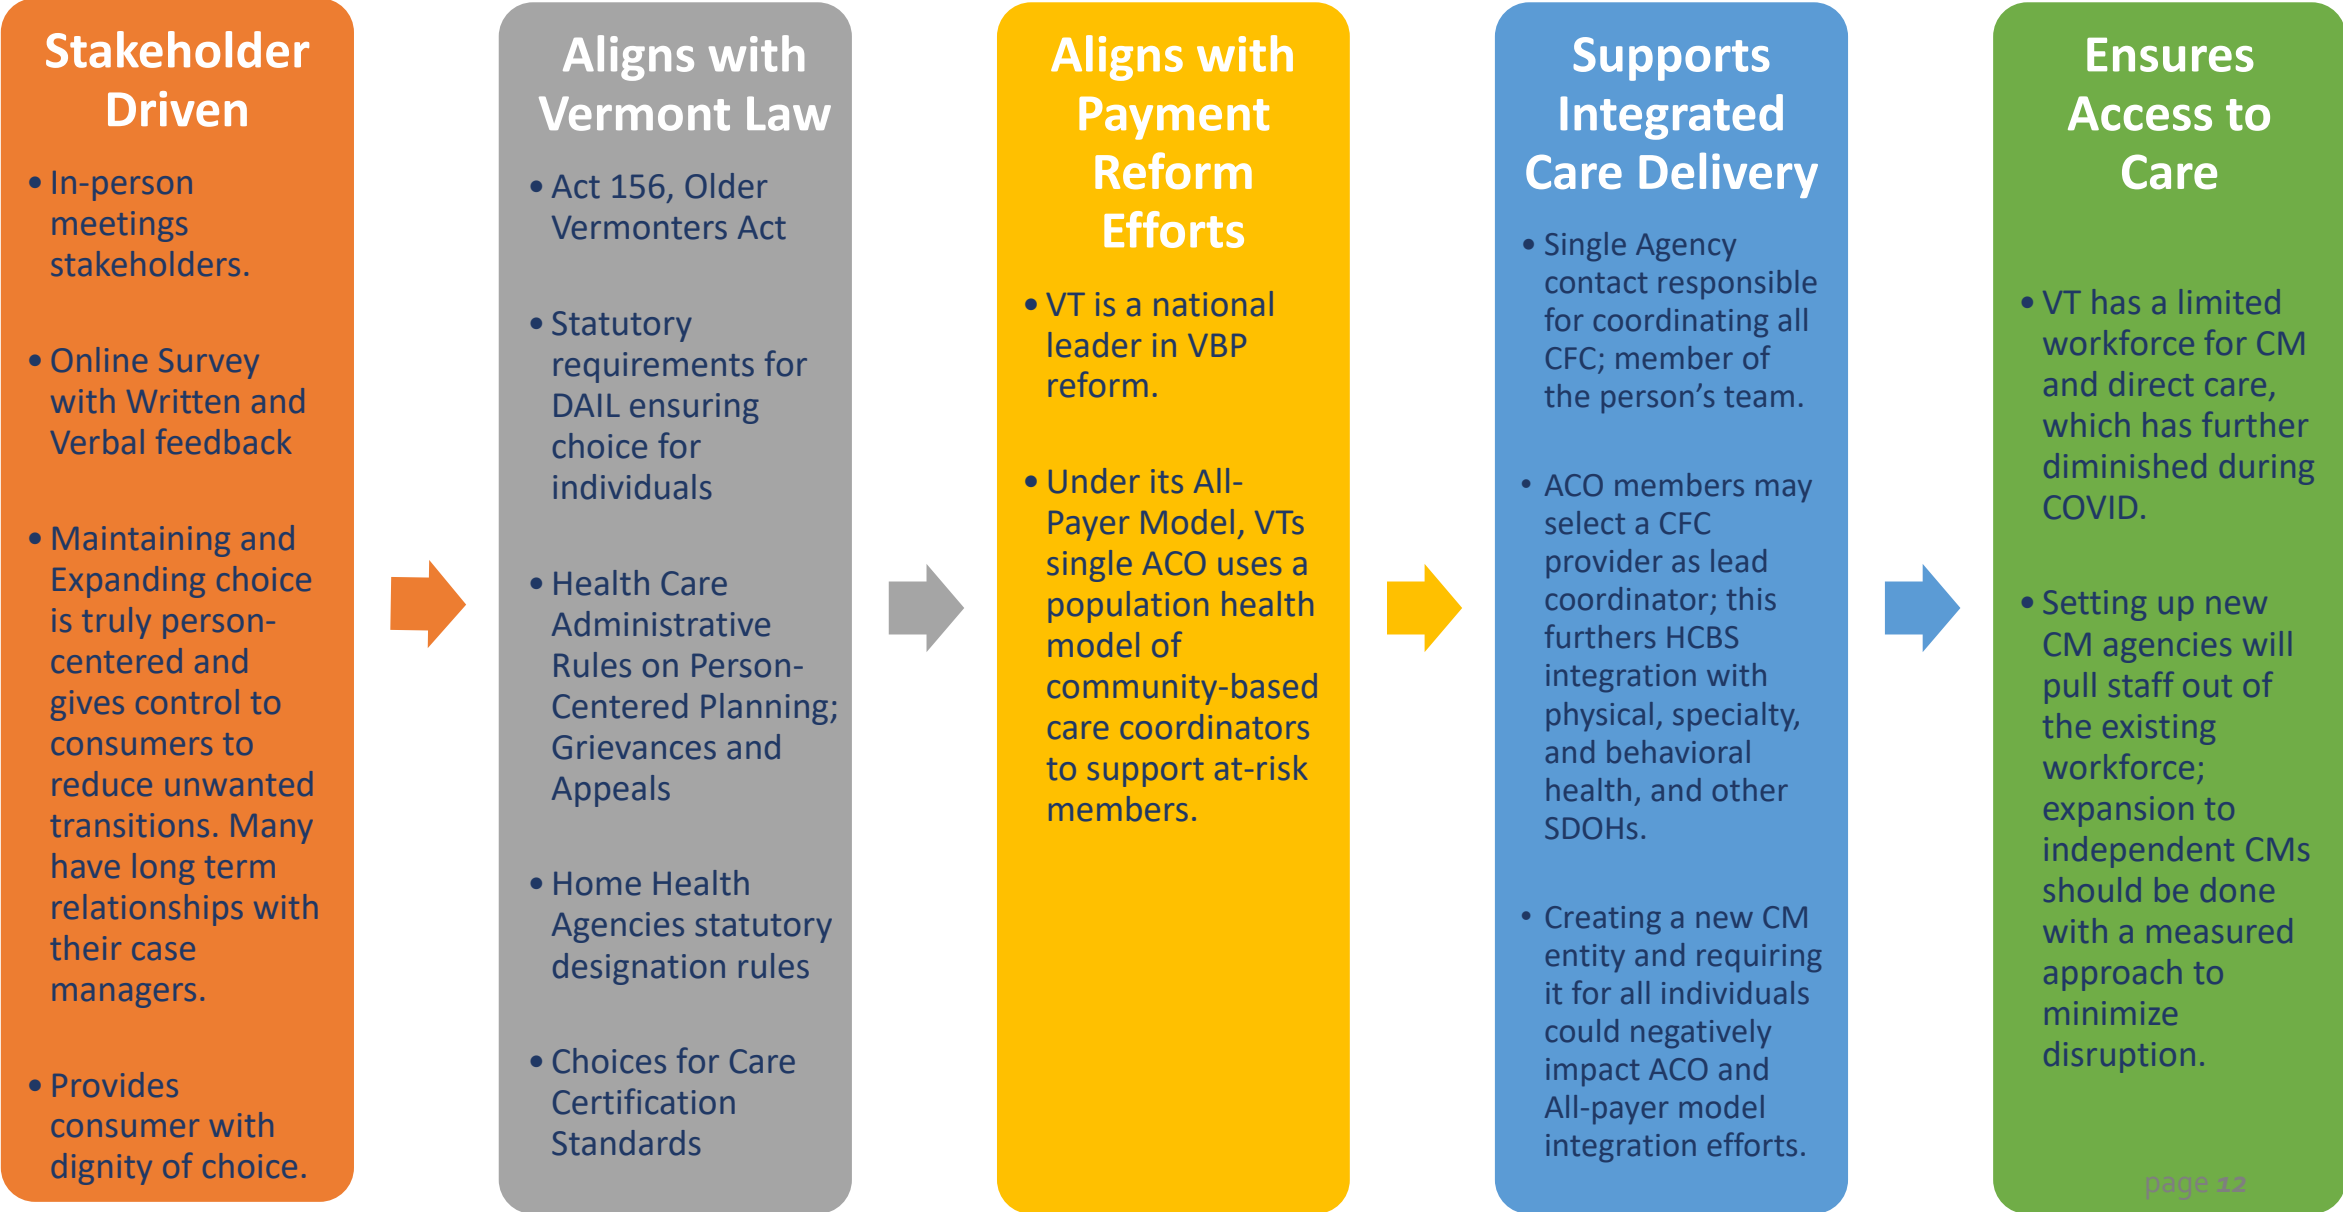 Stakeholder
Driven
• In-person
meetings
stakeholders.
• Online Survey
with Written and
Verbal feedback
• Maintaining and
Expanding choice
is truly person-
centered and
gives control to
consumers to
reduce unwanted
transitions. Many
have long term
relationships with
their case
managers.
• Provides
consumer with
dignity of choice.
Aligns with
Vermont Law
• Act 156, Older
Vermonters Act
• Statutory
requirements for
DAIL ensuring
choice for
individuals
• Health Care
Administrative
Rules on Person-
Centered Planning;
Grievances and
Appeals
• Home Health
Agencies statutory
designation rules
• Choices for Care
Certification
Standards
Aligns with
Payment
Reform
Efforts
• VT is a national
leader in VBP
reform.
• Under its All-
Payer Model, VTs
single ACO uses a
population health
model of
community-based
care coordinators
to support at-risk
members.
Supports
Integrated
Care Delivery
• Single Agency
contact responsible
for coordinating all
CFC; member of
the person’s team.
• ACO members may
select a CFC
provider as lead
coordinator; this
furthers HCBS
integration with
physical, specialty,
and behavioral
health, and other
SDOHs.
• Creating a new CM
entity and requiring
it for all individuals
could negatively
impact ACO and
All-payer model
integration efforts.
Ensures
Access to
Care
• VT has a limited
workforce for CM
and direct care,
which has further
diminished during
COVID.
• Setting up new
CM agencies will
pull staff out of
the existing
workforce;
expansion to
independent CMs
should be done
with a measured
approach to
minimize
disruption.
page 12